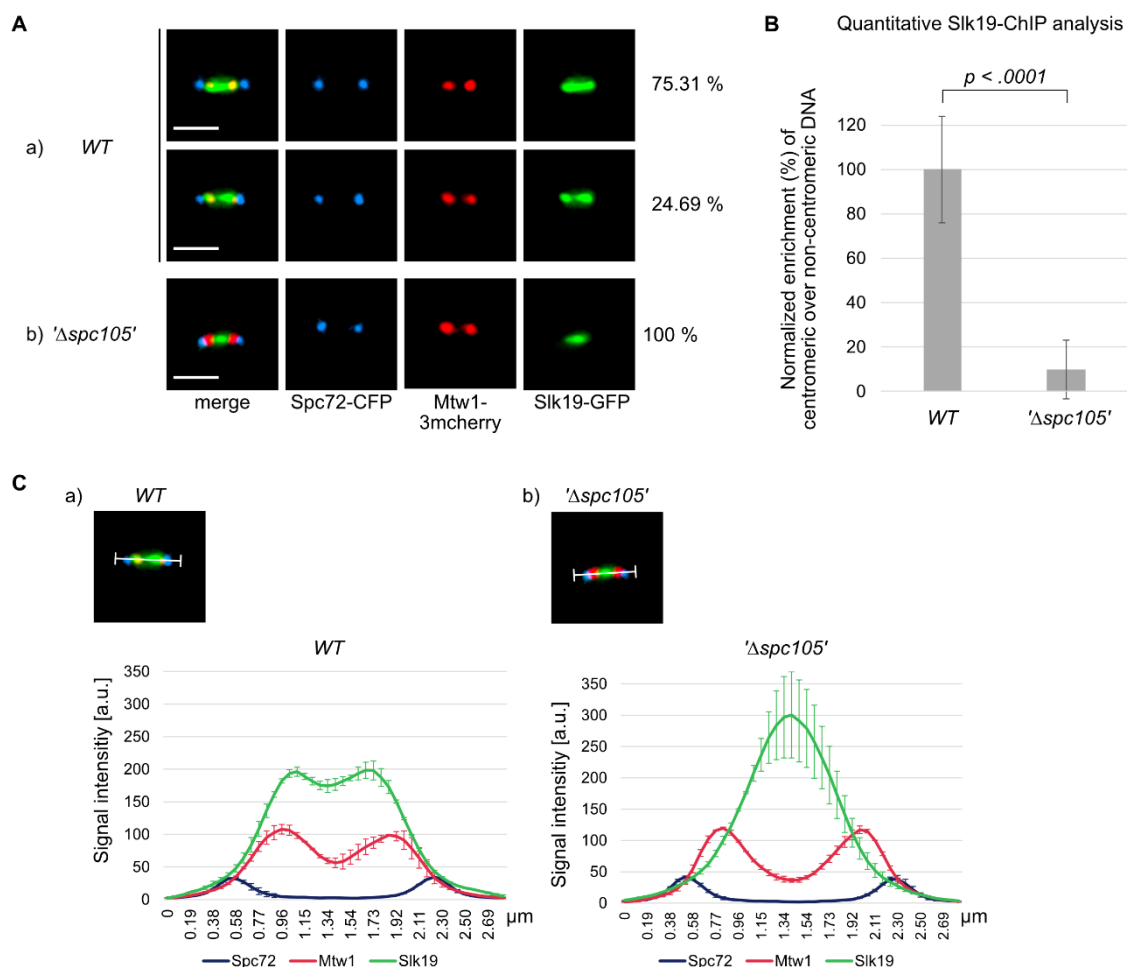 A
a) WT
75.31 %
24.69 %
b) 'Δspc105'
100 %
merge
Spc72-CFP
Mtw1-
3mcherry
Slk19-GFP
B
Quantitative Slk19-ChIP analysis
p < .0001
Normalized enrichment (%) of
centromeric over non-centromeric DNA
120
100
80
60
40
20
0
WT
'Δspc105'
C
a) WT
WT
Signal intensitiy [a.u.]
350
300
250
200
150
100
50
0
0 0.19 0.38 0.58 0.77 0.96 1.15 1.34 1.54 1.73 1.92 2.11 2.30 2.50 2.69 µm
Spc72 Mtw1 Slk19
b) 'Δspc105'
'Δspc105'
Signal intensitiy [a.u.]
350
300
250
200
150
100
50
0
0 0.19 0.38 0.58 0.77 0.96 1.15 1.34 1.54 1.73 1.92 2.11 2.30 2.50 2.69 µm
Spc72 Mtw1 Slk19